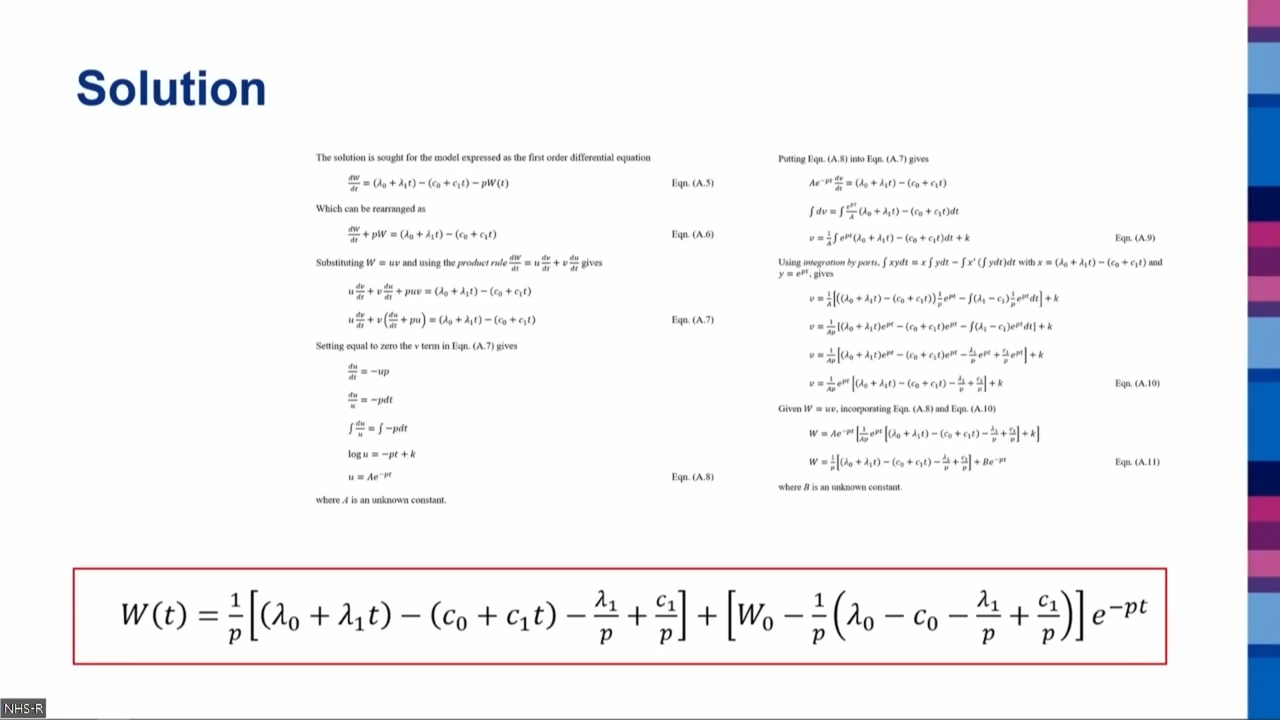 Solution
The solution is sought for the model expressed as the first order differential equation
dW/dt = (λ₀ + λ₁t) − (c₀ + c₁t) − pW(t) Eqn. (A.5)
Which can be rearranged as
dW/dt + pW = (λ₀ + λ₁t) − (c₀ + c₁t) Eqn. (A.6)
Substituting W = uv and using the product rule dW/dt = u dv/dt + v du/dt gives
u dv/dt + v du/dt + puv = (λ₀ + λ₁t) − (c₀ + c₁t)
u dv/dt + v(du/dt + pu) = (λ₀ + λ₁t) − (c₀ + c₁t) Eqn. (A.7)
Setting equal to zero the v term in Eqn. (A.7) gives
du/dt = −up
du/u = −pdt
∫ du/u = ∫ −pdt
log u = −pt + k
u = Ae^−pt Eqn. (A.8)
where A is an unknown constant.
Putting Eqn. (A.8) into Eqn. (A.7) gives
Ae^−pt dv/dt = (λ₀ + λ₁t) − (c₀ + c₁t)
∫ dv = ∫ e^pt/A (λ₀ + λ₁t) − (c₀ + c₁t)dt
v = 1/A ∫ e^pt(λ₀ + λ₁t) − (c₀ + c₁t)dt + k Eqn. (A.9)
Using integration by parts, ∫ xydt = x ∫ ydt − ∫ x′ (∫ ydt)dt with x = (λ₀ + λ₁t) − (c₀ + c₁t) and
y = e^pt, gives
v = 1/A [((λ₀ + λ₁t) − (c₀ + c₁t)) 1/p e^pt − ∫(λ₁ − c₁) 1/p e^pt dt] + k
v = 1/Ap [(λ₀ + λ₁t)e^pt − (c₀ + c₁t)e^pt − ∫(λ₁ − c₁)e^pt dt] + k
v = 1/Ap [(λ₀ + λ₁t)e^pt − (c₀ + c₁t)e^pt − λ₁/p e^pt + c₁/p e^pt] + k
v = 1/Ap e^pt [(λ₀ + λ₁t) − (c₀ + c₁t) − λ₁/p + c₁/p] + k Eqn. (A.10)
Given W = uv, incorporating Eqn. (A.8) and Eqn. (A.10)
W = Ae^−pt [1/Ap e^pt [(λ₀ + λ₁t) − (c₀ + c₁t) − λ₁/p + c₁/p] + k]
W = 1/p [(λ₀ + λ₁t) − (c₀ + c₁t) − λ₁/p + c₁/p] + Be^−pt Eqn. (A.11)
where B is an unknown constant.
W(t) = 1/p [(λ₀ + λ₁t) − (c₀ + c₁t) − λ₁/p + c₁/p] + [W₀ − 1/p (λ₀ − c₀ − λ₁/p + c₁/p)] e^−pt
NHS-R